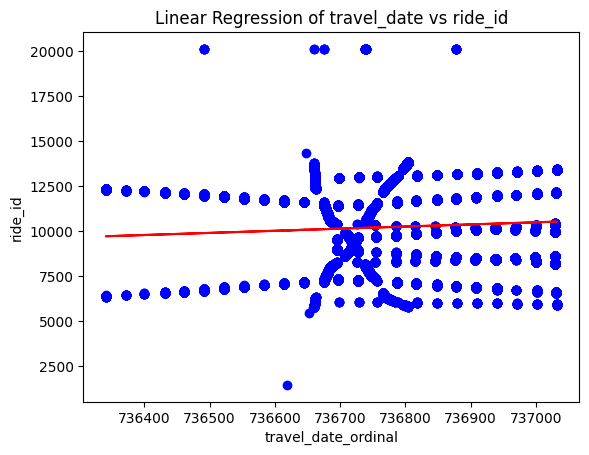 Linear Regression of travel_date vs ride_id
20000
17500
15000
12500
10000
7500
5000
2500
ride_id
736400 736500 736600 736700 736800 736900 737000
travel_date_ordinal